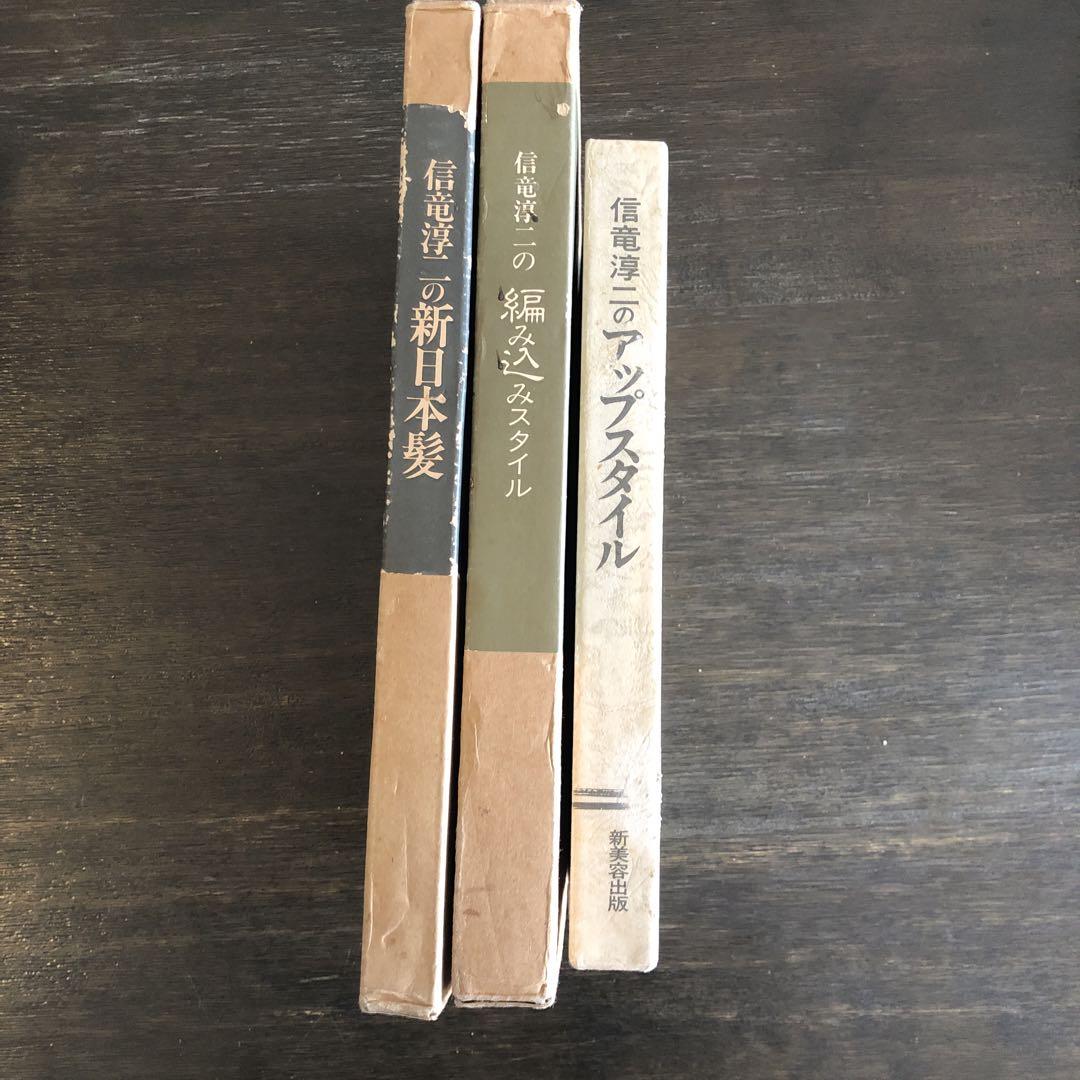 信竜淳二の新日本髪
信竜淳二の編み込みスタイル
信竜淳二のアップスタイル
新美容出版